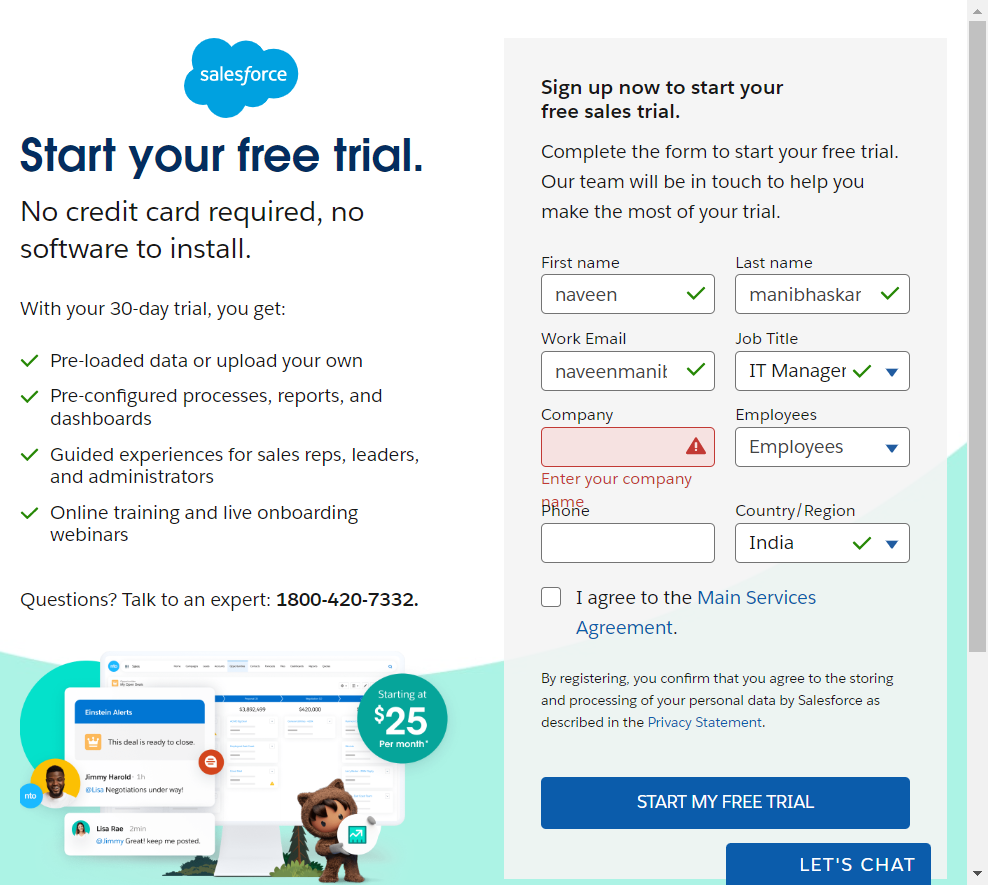 salesforce
Start your free trial.
No credit card required, no
software to install.
With your 30-day trial, you get:
Pre-loaded data or upload your own
Pre-configured processes, reports, and
dashboards
Guided experiences for sales reps, leaders,
and administrators
Online training and live onboarding
webinars
Questions? Talk to an expert: 1800-420-7332.
Starting at
$25
Per month*
$3,892,499
$420,000
Einstein Alerts
This deal is ready to close.
Jimmy Harold · 1h
@Lisa Negotiations under way!
nto
Lisa Rae · 2min
@Jimmy Great! keep me posted.
Sign up now to start your
free sales trial.
Complete the form to start your free trial.
Our team will be in touch to help you
make the most of your trial.
First name
Last name
naveen
manibhaskar
Work Email
Job Title
naveenmanib
IT Manager
Company
Employees
Employees
Enter your company
name
Phone
Country/Region
India
I agree to the Main Services
Agreement.
By registering, you confirm that you agree to the storing
and processing of your personal data by Salesforce as
described in the Privacy Statement.
START MY FREE TRIAL
LET'S CHAT